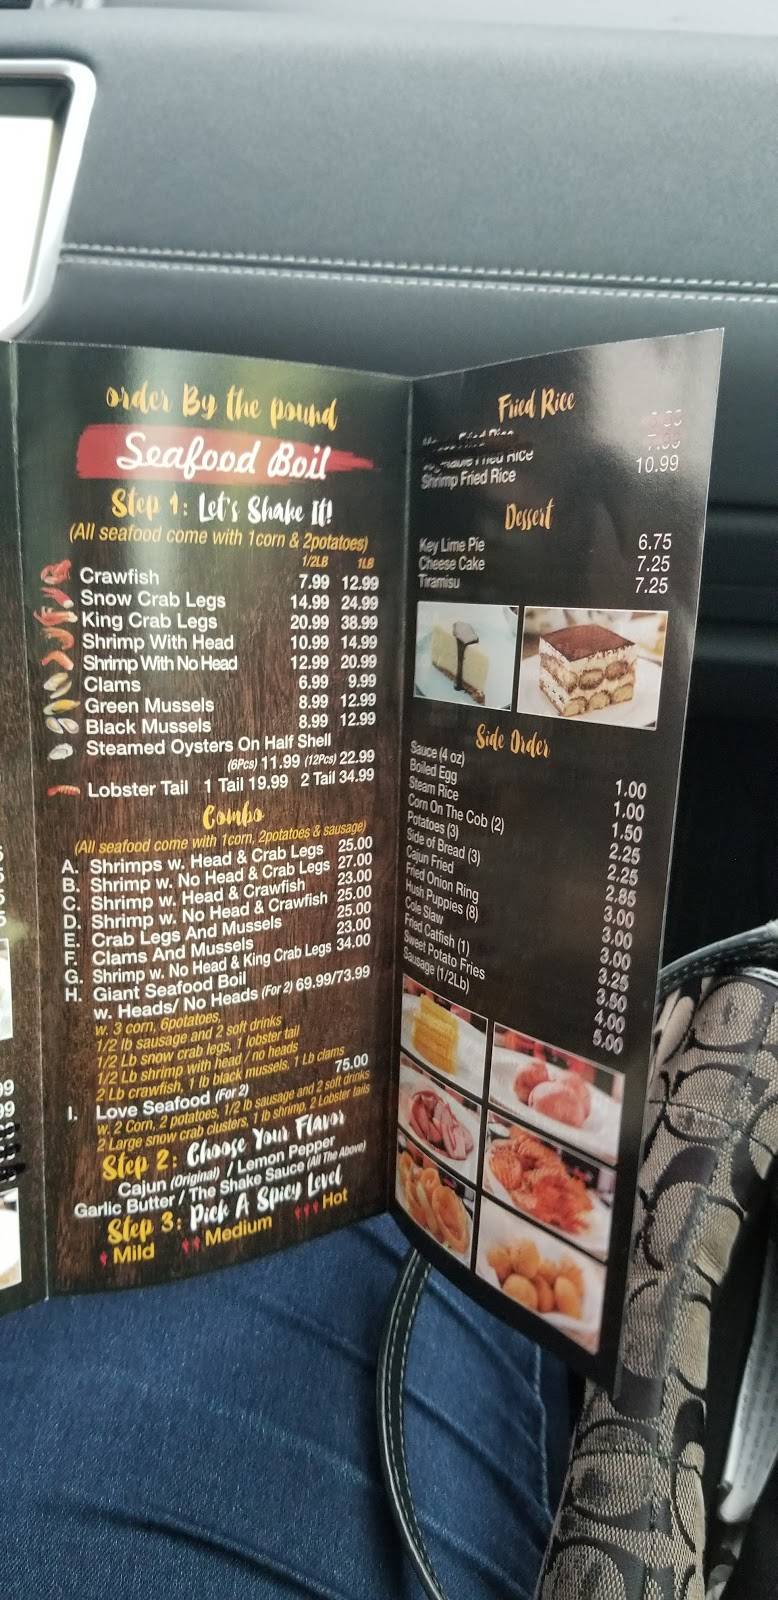 order By the pound
Seafood Boil
Step 1: Let's Shake It!
(All seafood come with 1corn & 2potatoes)
1/2LB 1LB
Crawfish 7.99 12.99
Snow Crab Legs 14.99 24.99
King Crab Legs 20.99 38.99
Shrimp With Head 10.99 14.99
Shrimp With No Head 12.99 20.99
Clams 6.99 9.99
Green Mussels 8.99 12.99
Black Mussels 8.99 12.99
Steamed Oysters On Half Shell
(6Pcs) 11.99 (12Pcs) 22.99
Lobster Tail 1 Tail 19.99 2 Tail 34.99
Combo
(All seafood come with 1corn, 2potatoes & sausage)
A. Shrimps w. Head & Crab Legs 25.00
B. Shrimp w. No Head & Crab Legs 27.00
C. Shrimp w. Head & Crawfish 23.00
D. Shrimp w. No Head & Crawfish 25.00
E. Crab Legs And Mussels 25.00
F. Clams And Mussels 23.00
G. Shrimp w. No Head & King Crab Legs 34.00
H. Giant Seafood Boil
w. Heads/ No Heads (For 2) 69.99/73.99
w. 3 corn, 6potatoes,
1/2 lb sausage and 2 soft drinks
1/2 Lb snow crab legs, 1 lobster tail
1/2 Lb shrimp with head / no heads
2 Lb crawfish, 1 lb black mussels, 1 Lb clams
I. Love Seafood (For 2) 75.00
w. 2 Corn, 2 potatoes, 1/2 lb sausage and 2 soft drinks
2 Large snow crab clusters, 1 lb shrimp, 2 Lobster tails
Step 2: Choose Your Flavor
Cajun (Original) / Lemon Pepper
Garlic Butter / The Shake Sauce (All The Above)
Step 3: Pick A Spicy Level
Mild Medium Hot
Fried Rice
Fried Rice
7.99
Shrimp Fried Rice 10.99
Dessert
Key Lime Pie 6.75
Cheese Cake 7.25
Tiramisu 7.25
Side Order
Sauce (4 oz) 1.00
Boiled Egg 1.00
Steam Rice 1.50
Corn On The Cob (2) 2.25
Potatoes (3) 2.25
Side of Bread (3) 2.85
Cajun Fried 3.00
Fried Onion Ring 3.00
Hush Puppies (8) 3.00
Cole Slaw 3.25
Fried Catfish (1) 3.50
Sweet Potato Fries 4.00
Sausage (1/2Lb) 5.00